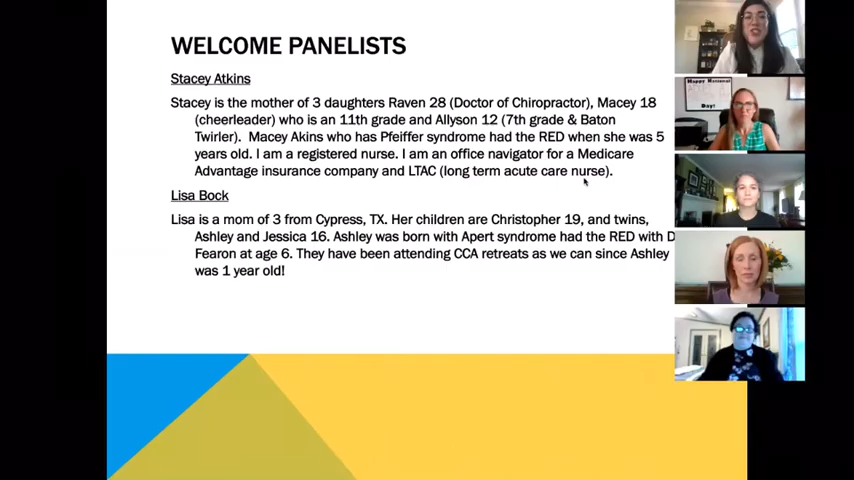 WELCOME PANELISTS
Stacey Atkins
Stacey is the mother of 3 daughters Raven 28 (Doctor of Chiropractor), Macey 18
(cheerleader) who is an 11th grade and Allyson 12 (7th grade & Baton
Twirler). Macey Akins who has Pfeiffer syndrome had the RED when she was 5
years old. I am a registered nurse. I am an office navigator for a Medicare
Advantage insurance company and LTAC (long term acute care nurse).
Lisa Bock
Lisa is a mom of 3 from Cypress, TX. Her children are Christopher 19, and twins,
Ashley and Jessica 16. Ashley was born with Apert syndrome had the RED with D
Fearon at age 6. They have been attending CCA retreats as we can since Ashley
was 1 year old!
Happy National
Day!